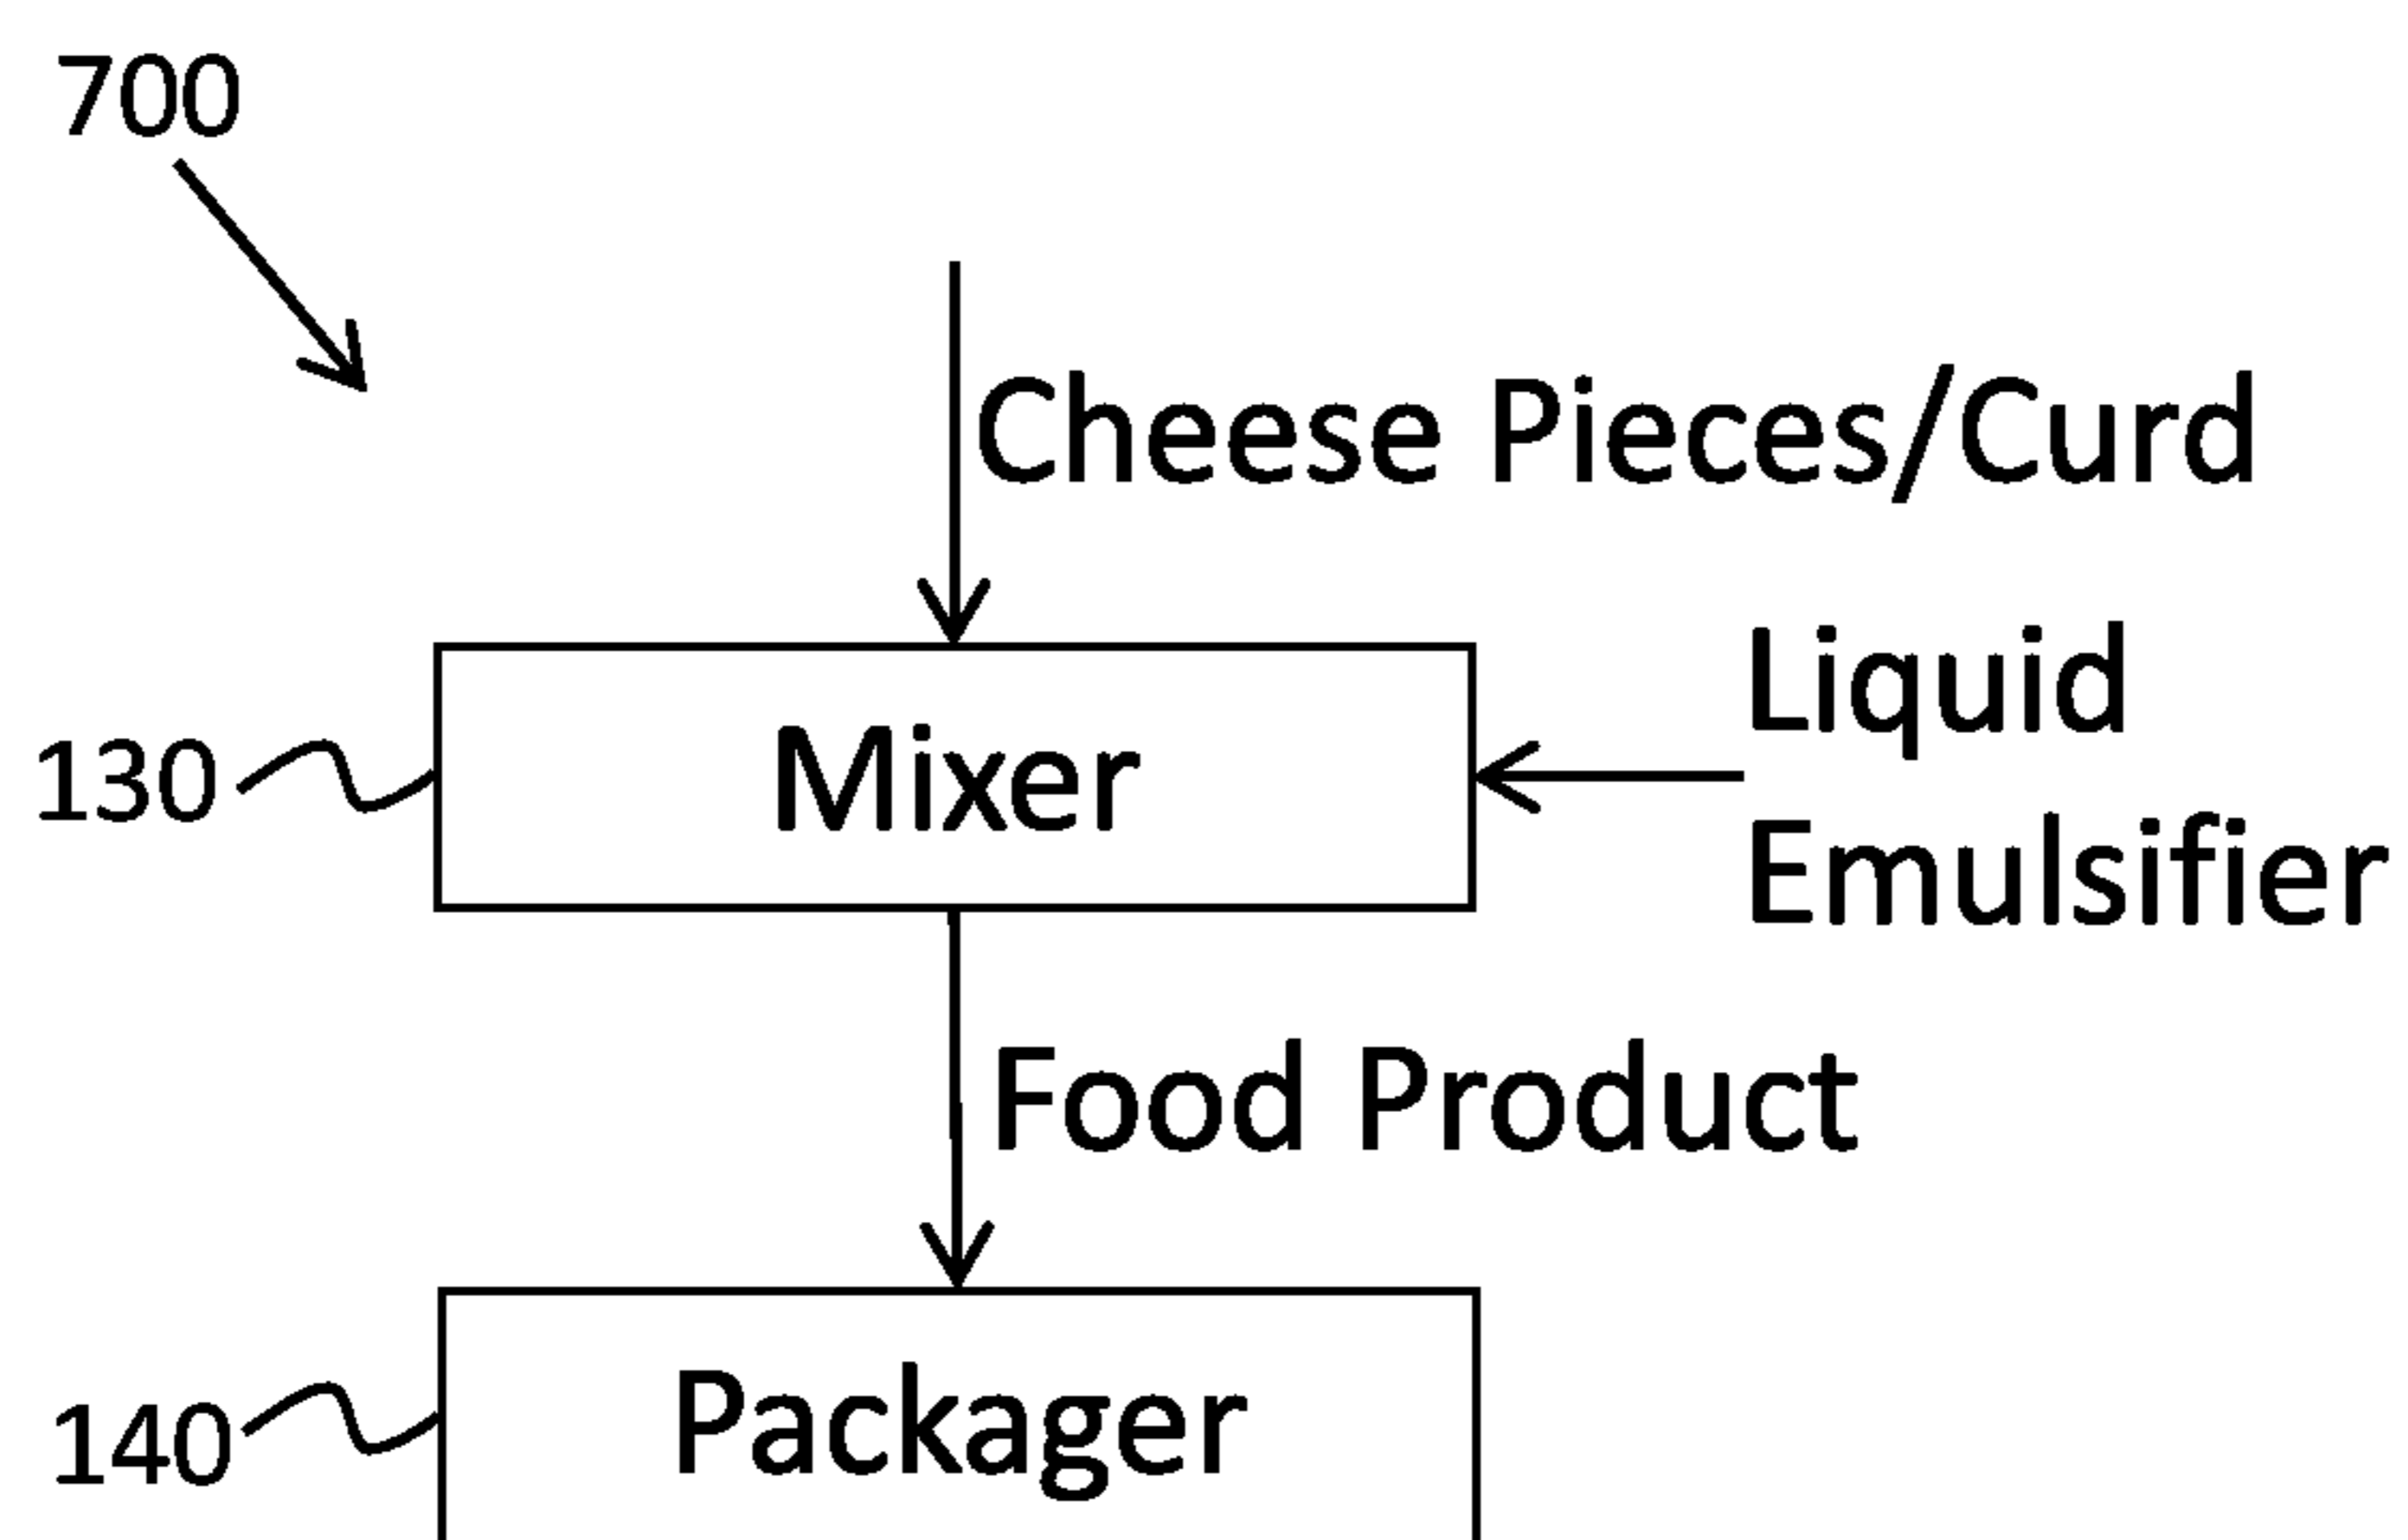 700
Cheese Pieces/Curd
Liquid
Emulsifier
130
Mixer
Food Product
140
Packager